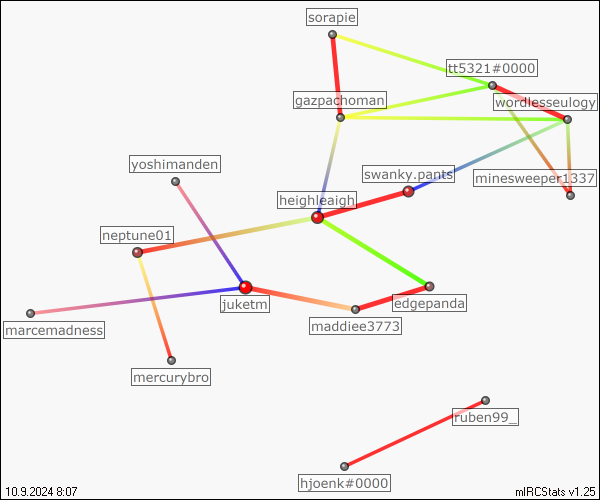 sorapie
tt5321#0000
gazpachoman
wordlesseulogy
yoshimanden
swanky.pants
minesweeper1337
heighleaigh
neptune01
juketm
edgepanda
marcemadness
maddiee3773
mercurybro
ruben99_
hjoenk#0000
10.9.2024 8:07
mIRCStats v1.25